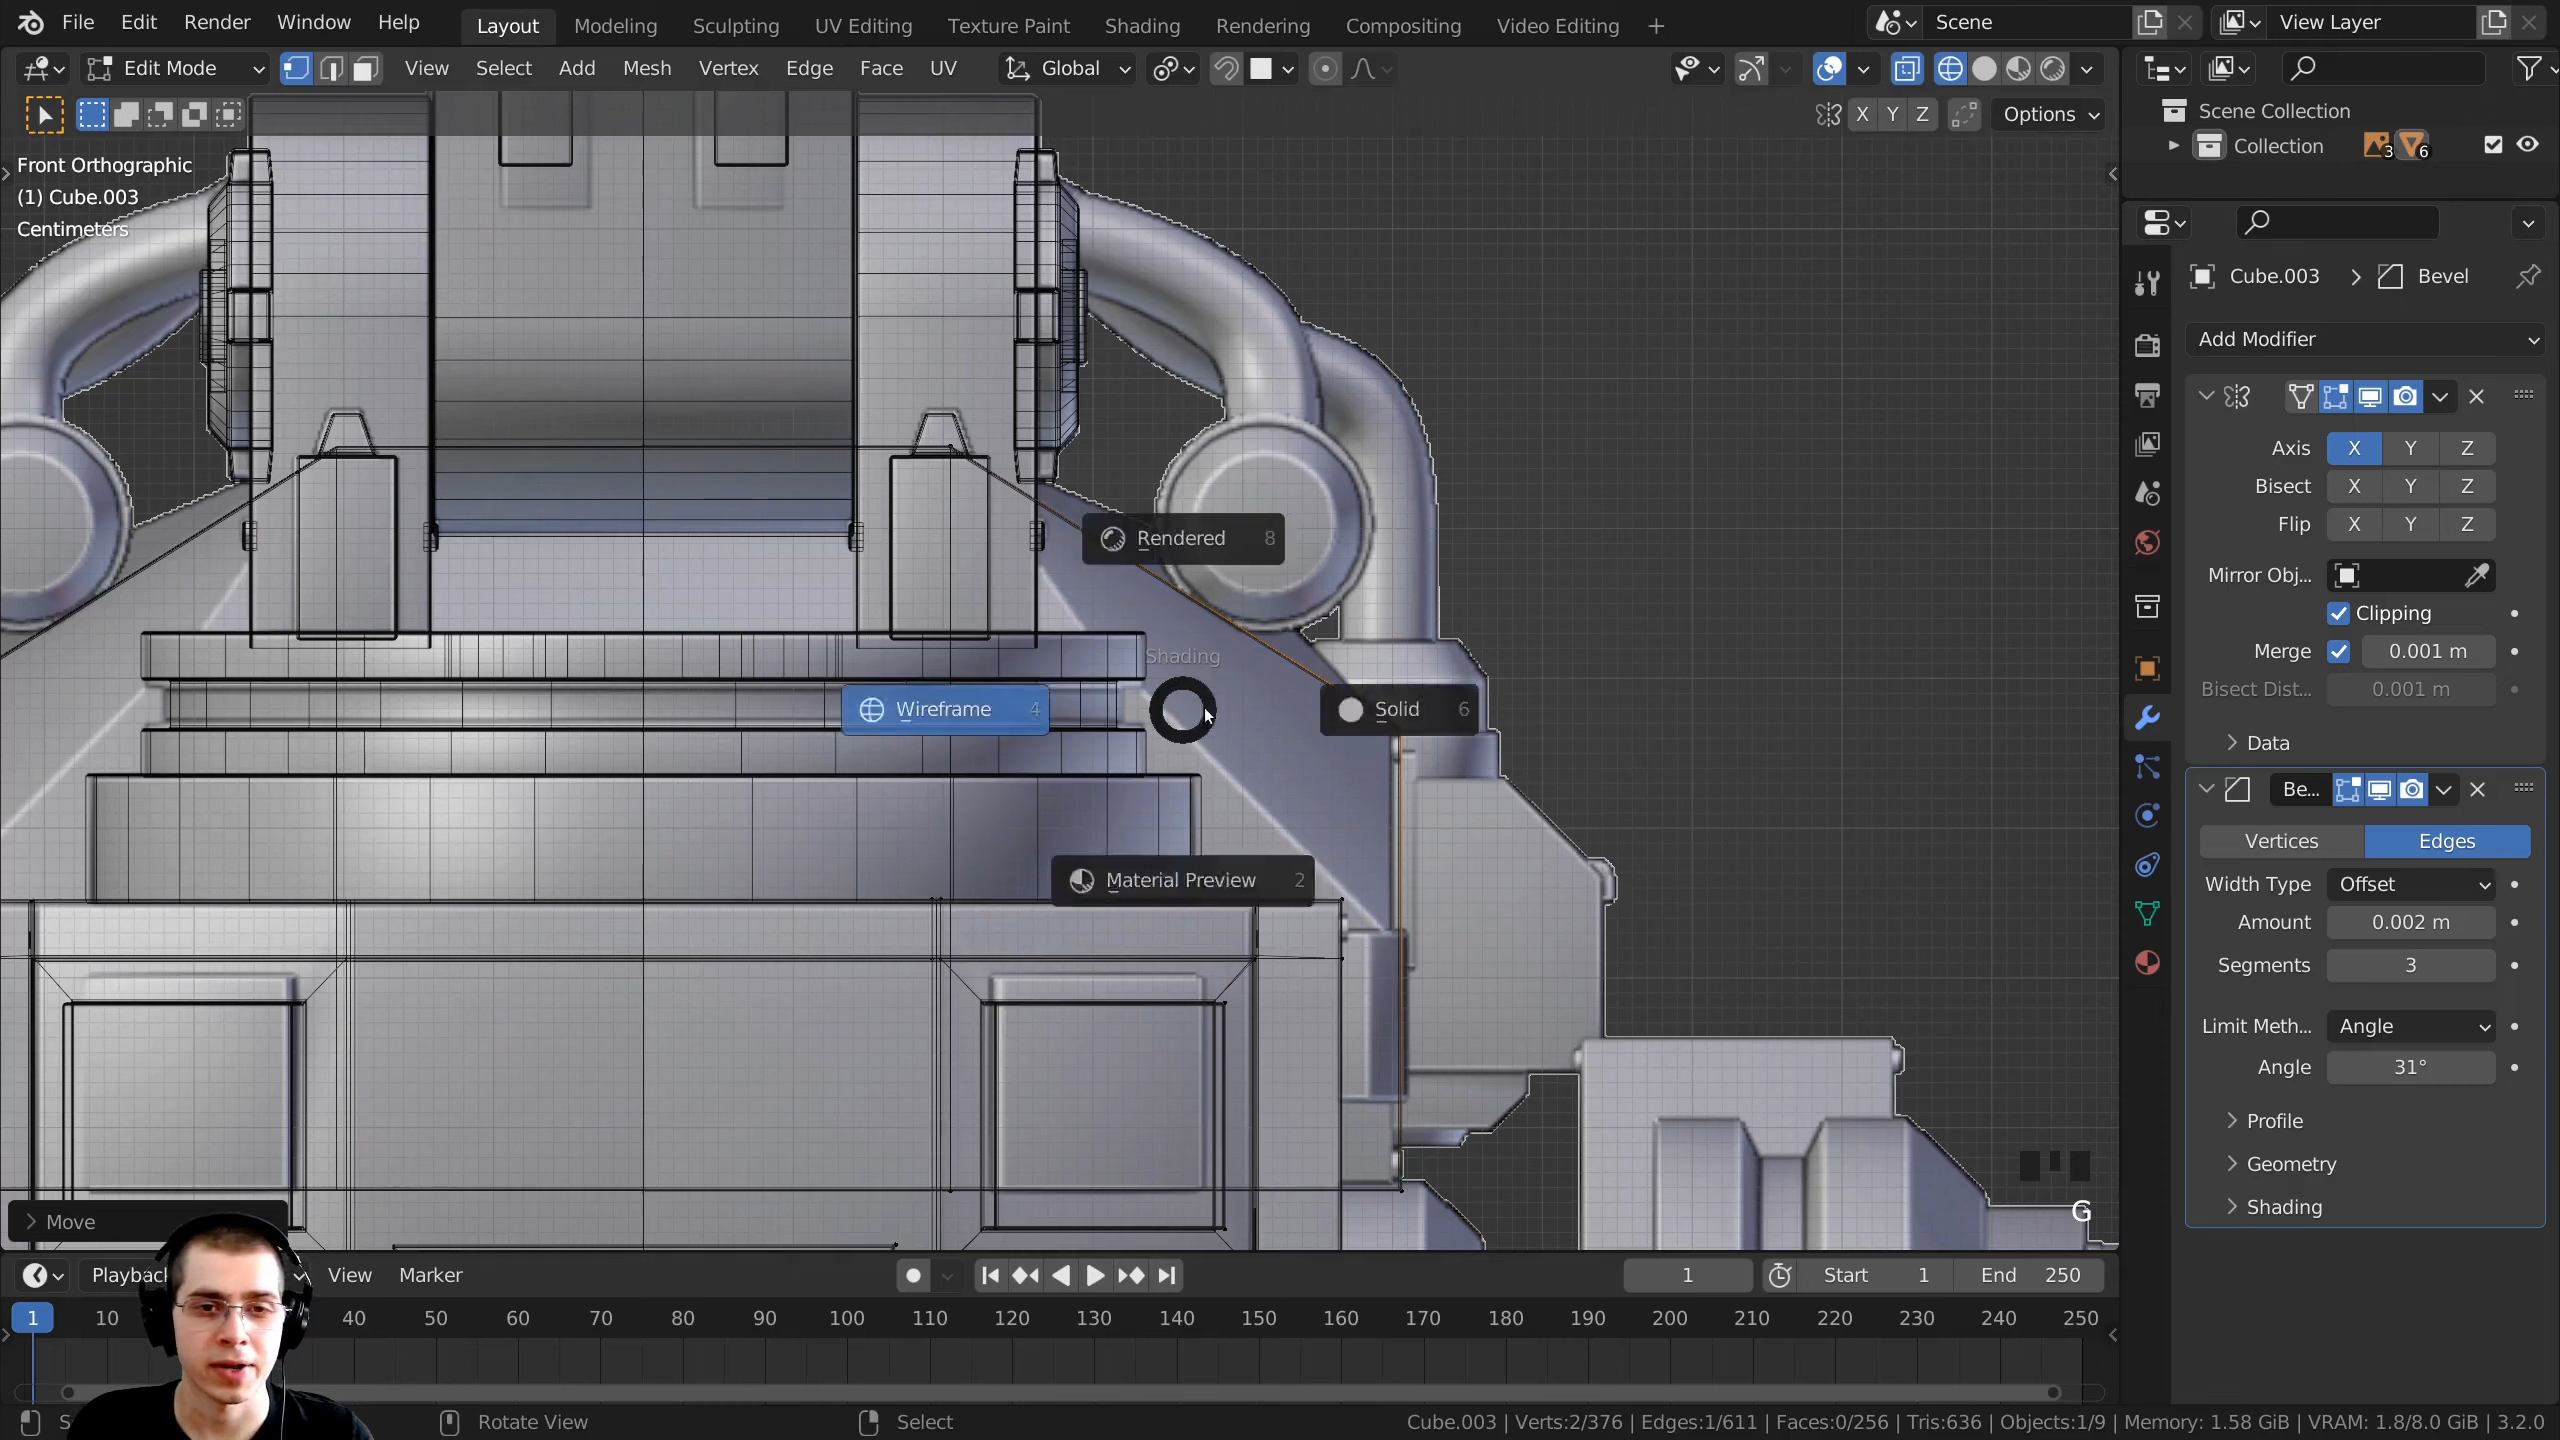 File Edit Render Window Help Layout Modeling Sculpting UV Editing Texture Paint Shading Rendering Compositing Video Editing + Scene View Layer
Edit Mode View Select Add Mesh Vertex Edge Face UV Global
X Y Z Options
Front Orthographic
(1) Cube.003
Centimeters
Scene Collection
Collection 3 6
Cube.003 > Bevel
Add Modifier
Axis X Y Z
Bisect X Y Z
Flip X Y Z
Mirror Obj...
Clipping
Merge 0.001 m
Bisect Dist... 0.001 m
Data
Be...
Vertices Edges
Width Type Offset
Amount 0.002 m
Segments 3
Limit Meth... Angle
Angle 31°
Profile
Geometry
Shading
Rendered 8
Shading
Wireframe 4
Solid 6
Material Preview 2
G
Move
View Marker 1 Start 1 End 250
1 10 40 50 60 70 80 90 100 110 120 130 140 150 160 170 180 190 200 210 220 230 240 250
Rotate View Select Cube.003 | Verts:2/376 | Edges:1/611 | Faces:0/256 | Tris:636 | Objects:1/9 | Memory: 1.58 GiB | VRAM: 1.8/8.0 GiB | 3.2.0